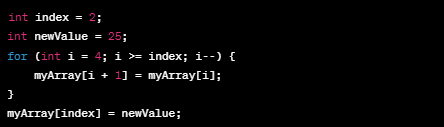 int index = 2;
int newValue = 25;
for (int i = 4; i >= index; i--) {
    myArray[i + 1] = myArray[i];
}
myArray[index] = newValue;